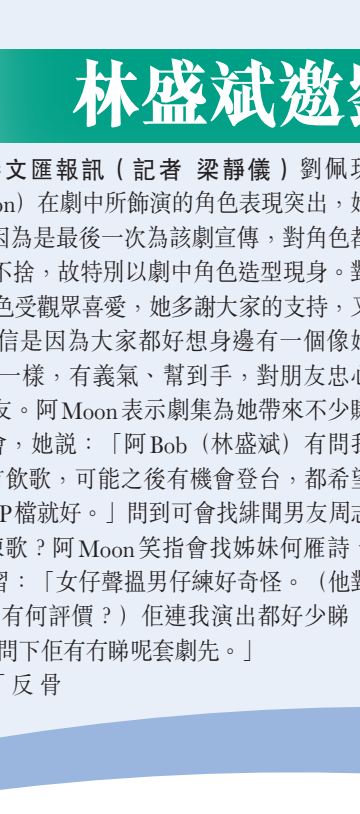 林盛斌邀
文匯報訊（記者 梁靜儀）劉佩
on）在劇中所飾演的角色表現突出，
因為是最後一次為該劇宣傳，對角色都
不捨，故特別以劇中角色造型現身。對
色受觀眾喜愛，她多謝大家的支持，又
信是因為大家都好想身邊有一個像她
一樣，有義氣、幫到手，對朋友忠心
友。阿Moon表示劇集為她帶來不少賺
會，她説：「阿Bob（林盛斌）有問我
飲歌，可能之後有機會登台，都希望
P檔就好。」問到可會找緋聞男友周志
歌？阿Moon笑指會找姊妹何雁詩
習：「女仔聲搵男仔練好奇怪。（他對
有何評價？）佢連我演出都好少睇，
問下佢有冇睇呢套劇先。」
「反骨